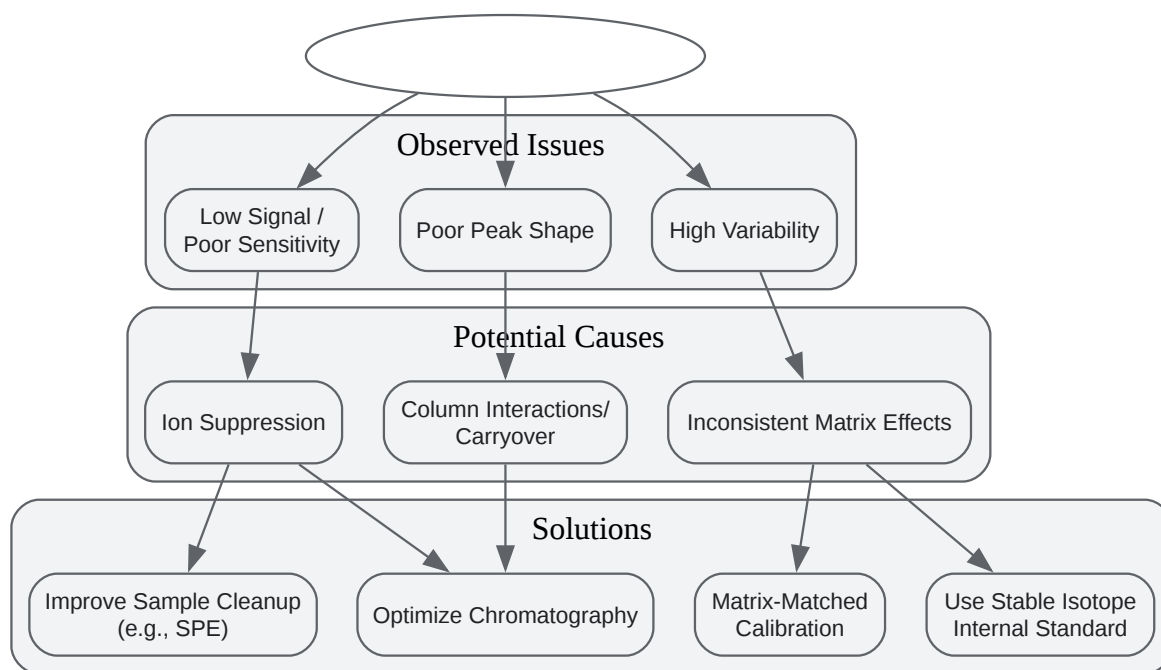 Observed Issues
Low Signal /
Poor Sensitivity
Poor Peak Shape
High Variability
Potential Causes
Ion Suppression
Column Interactions/
Carryover
Inconsistent Matrix Effects
Solutions
Improve Sample Cleanup
(e.g., SPE)
Optimize Chromatography
Matrix-Matched
Calibration
Use Stable Isotope
Internal Standard